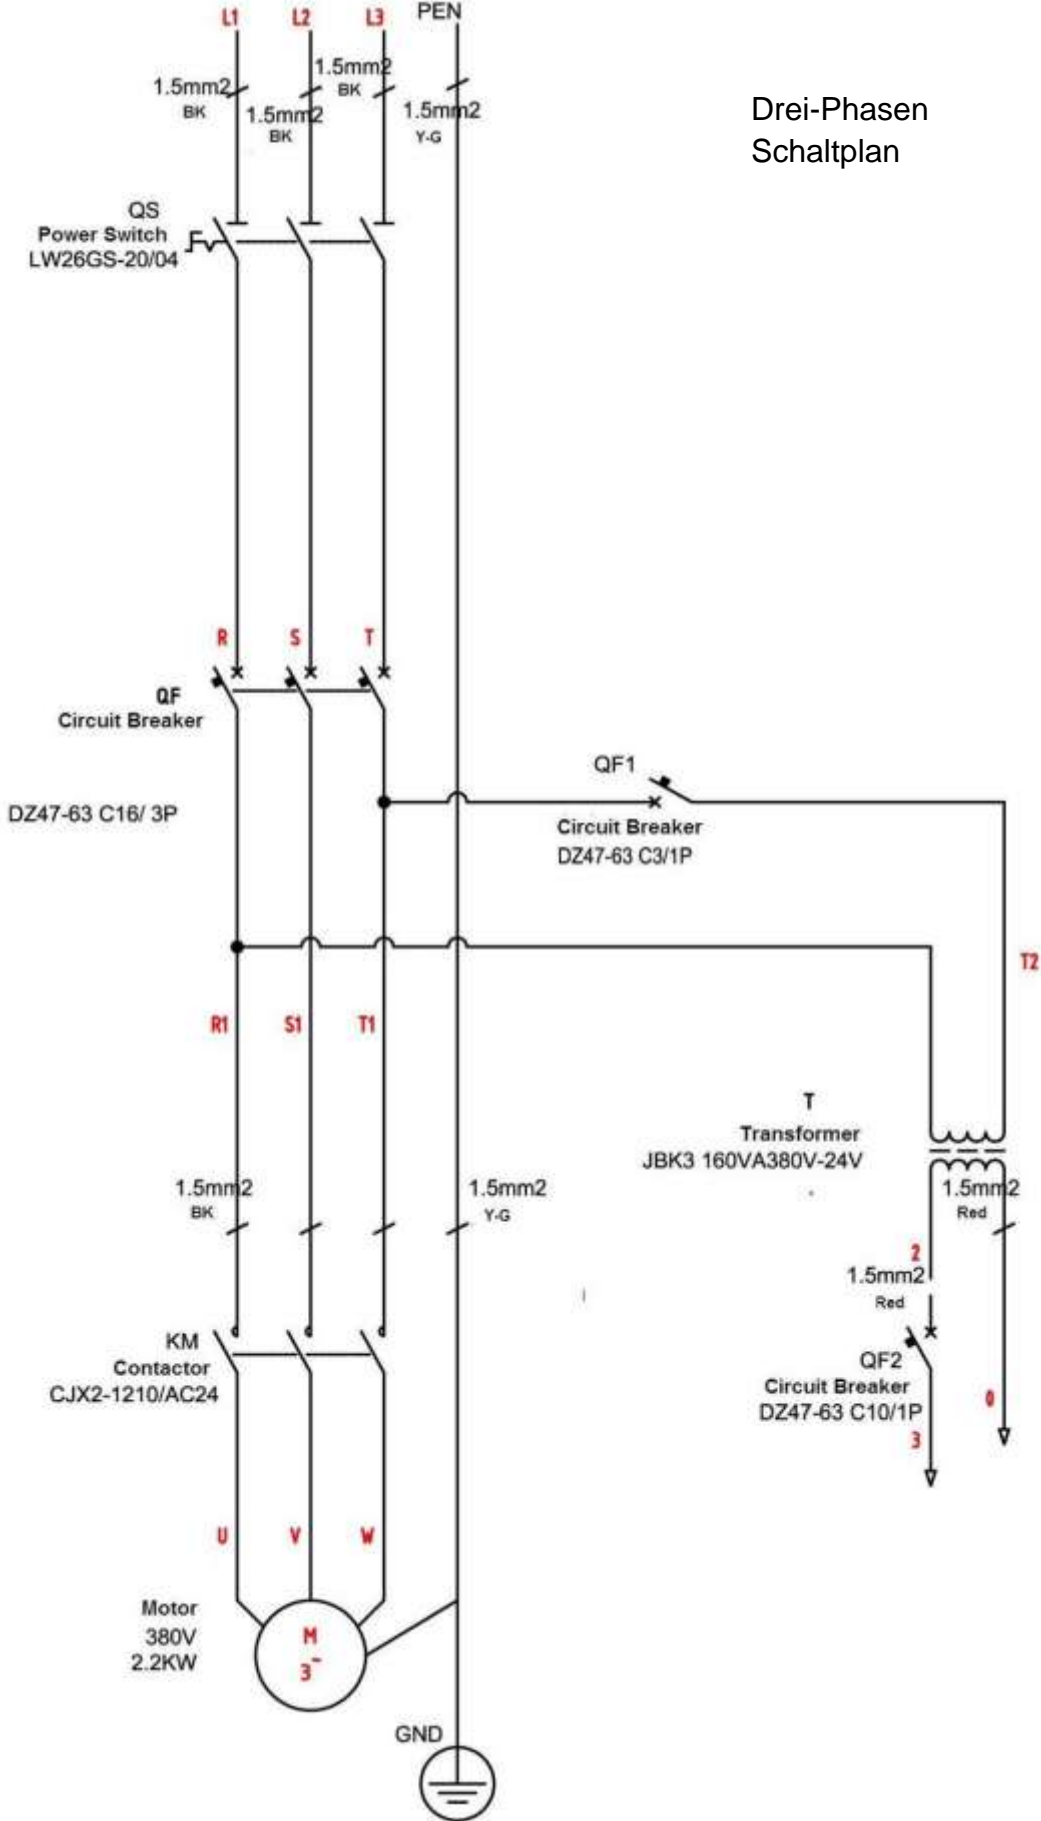 L1
L2
L3
PEN
1.5mm2
BK
1.5mm2
BK
1.5mm2
BK
1.5mm2
Y-G
Drei-Phasen
Schaltplan
QS
Power Switch
LW26GS-20/04
R
S
T
QF
Circuit Breaker
DZ47-63 C16/ 3P
QF1
Circuit Breaker
DZ47-63 C3/1P
T2
R1
S1
T1
T
Transformer
JBK3 160VA380V-24V
1.5mm2
BK
1.5mm2
Y-G
1.5mm2
Red
2
1.5mm2
Red
KM
Contactor
CJX2-1210/AC24
QF2
Circuit Breaker
DZ47-63 C10/1P
0
3
U
V
W
Motor
380V
2.2KW
M
3~
GND